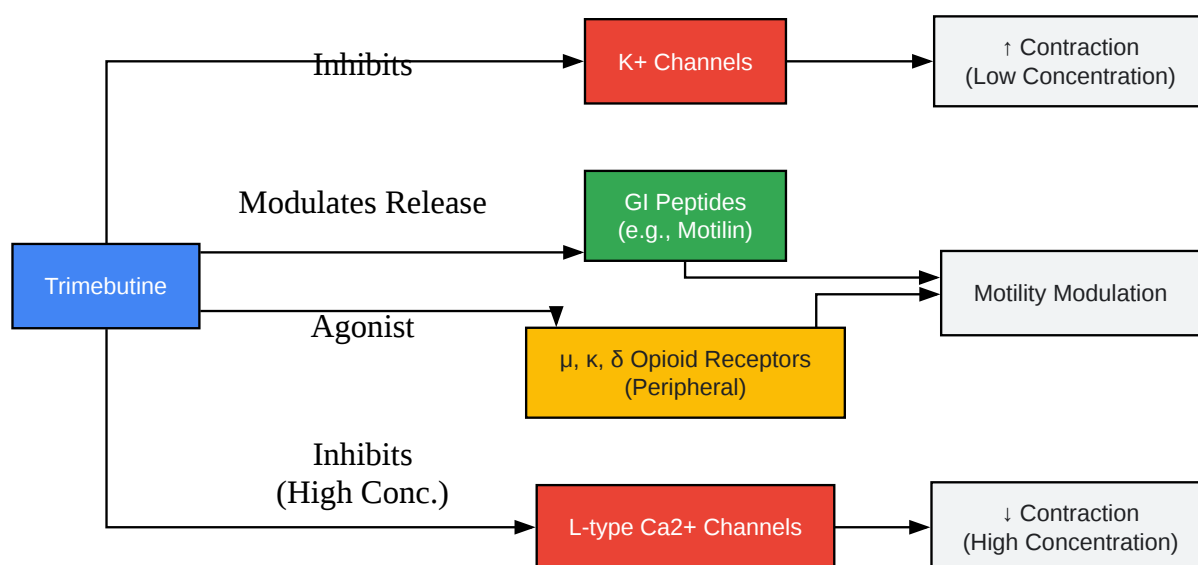 Inhibits
K+ Channels
↑ Contraction
(Low Concentration)
Modulates Release
GI Peptides
(e.g., Motilin)
Trimebutine
Motility Modulation
Agonist
μ, κ, δ Opioid Receptors
(Peripheral)
Inhibits
(High Conc.)
L-type Ca2+ Channels
↓ Contraction
(High Concentration)